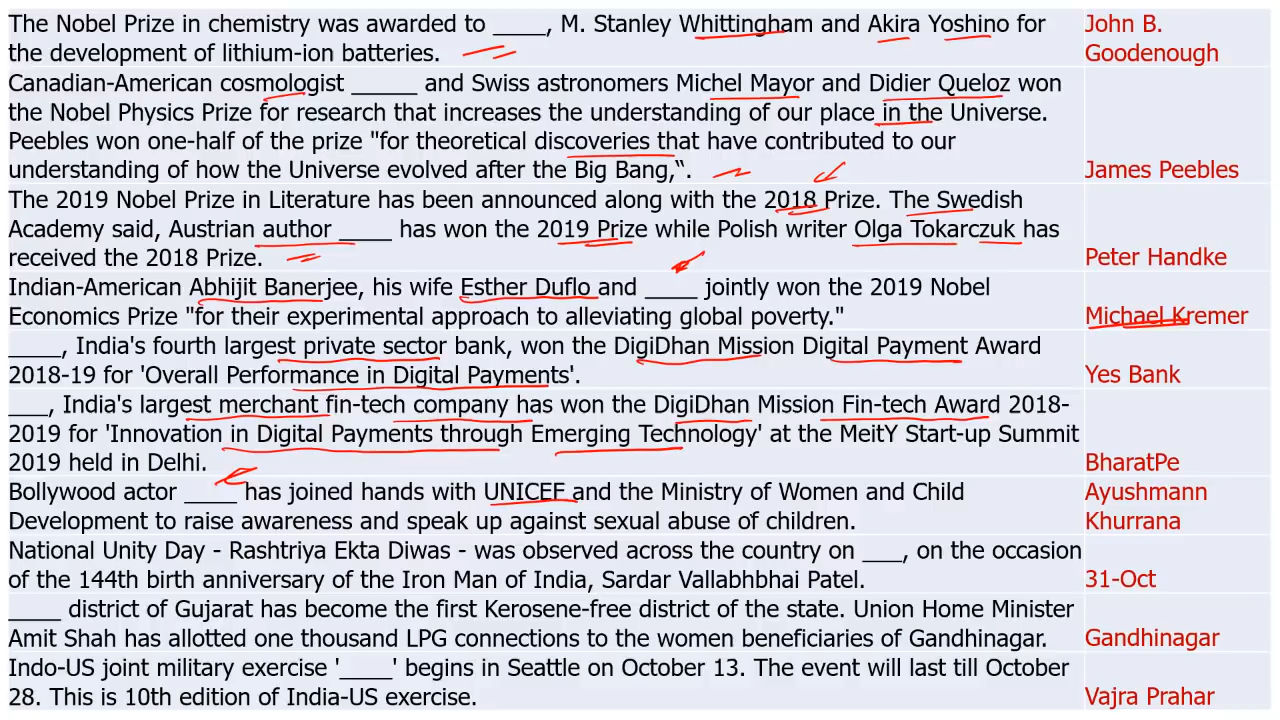 The Nobel Prize in chemistry was awarded to ____, M. Stanley Whittingham and Akira Yoshino for
the development of lithium-ion batteries.
John B.
Goodenough
Canadian-American cosmologist _____ and Swiss astronomers Michel Mayor and Didier Queloz won
the Nobel Physics Prize for research that increases the understanding of our place in the Universe.
Peebles won one-half of the prize "for theoretical discoveries that have contributed to our
understanding of how the Universe evolved after the Big Bang,“.
James Peebles
The 2019 Nobel Prize in Literature has been announced along with the 2018 Prize. The Swedish
Academy said, Austrian author ____ has won the 2019 Prize while Polish writer Olga Tokarczuk has
received the 2018 Prize.
Peter Handke
Indian-American Abhijit Banerjee, his wife Esther Duflo and ____ jointly won the 2019 Nobel
Economics Prize "for their experimental approach to alleviating global poverty."
Michael Kremer
____, India's fourth largest private sector bank, won the DigiDhan Mission Digital Payment Award
2018-19 for 'Overall Performance in Digital Payments'.
Yes Bank
___, India's largest merchant fin-tech company has won the DigiDhan Mission Fin-tech Award 2018-
2019 for 'Innovation in Digital Payments through Emerging Technology' at the MeitY Start-up Summit
2019 held in Delhi.
BharatPe
Bollywood actor ____ has joined hands with UNICEF and the Ministry of Women and Child
Development to raise awareness and speak up against sexual abuse of children.
Ayushmann
Khurrana
National Unity Day - Rashtriya Ekta Diwas - was observed across the country on ___, on the occasion
of the 144th birth anniversary of the Iron Man of India, Sardar Vallabhbhai Patel.
31-Oct
____ district of Gujarat has become the first Kerosene-free district of the state. Union Home Minister
Amit Shah has allotted one thousand LPG connections to the women beneficiaries of Gandhinagar.
Gandhinagar
Indo-US joint military exercise '____' begins in Seattle on October 13. The event will last till October
28. This is 10th edition of India-US exercise.
Vajra Prahar